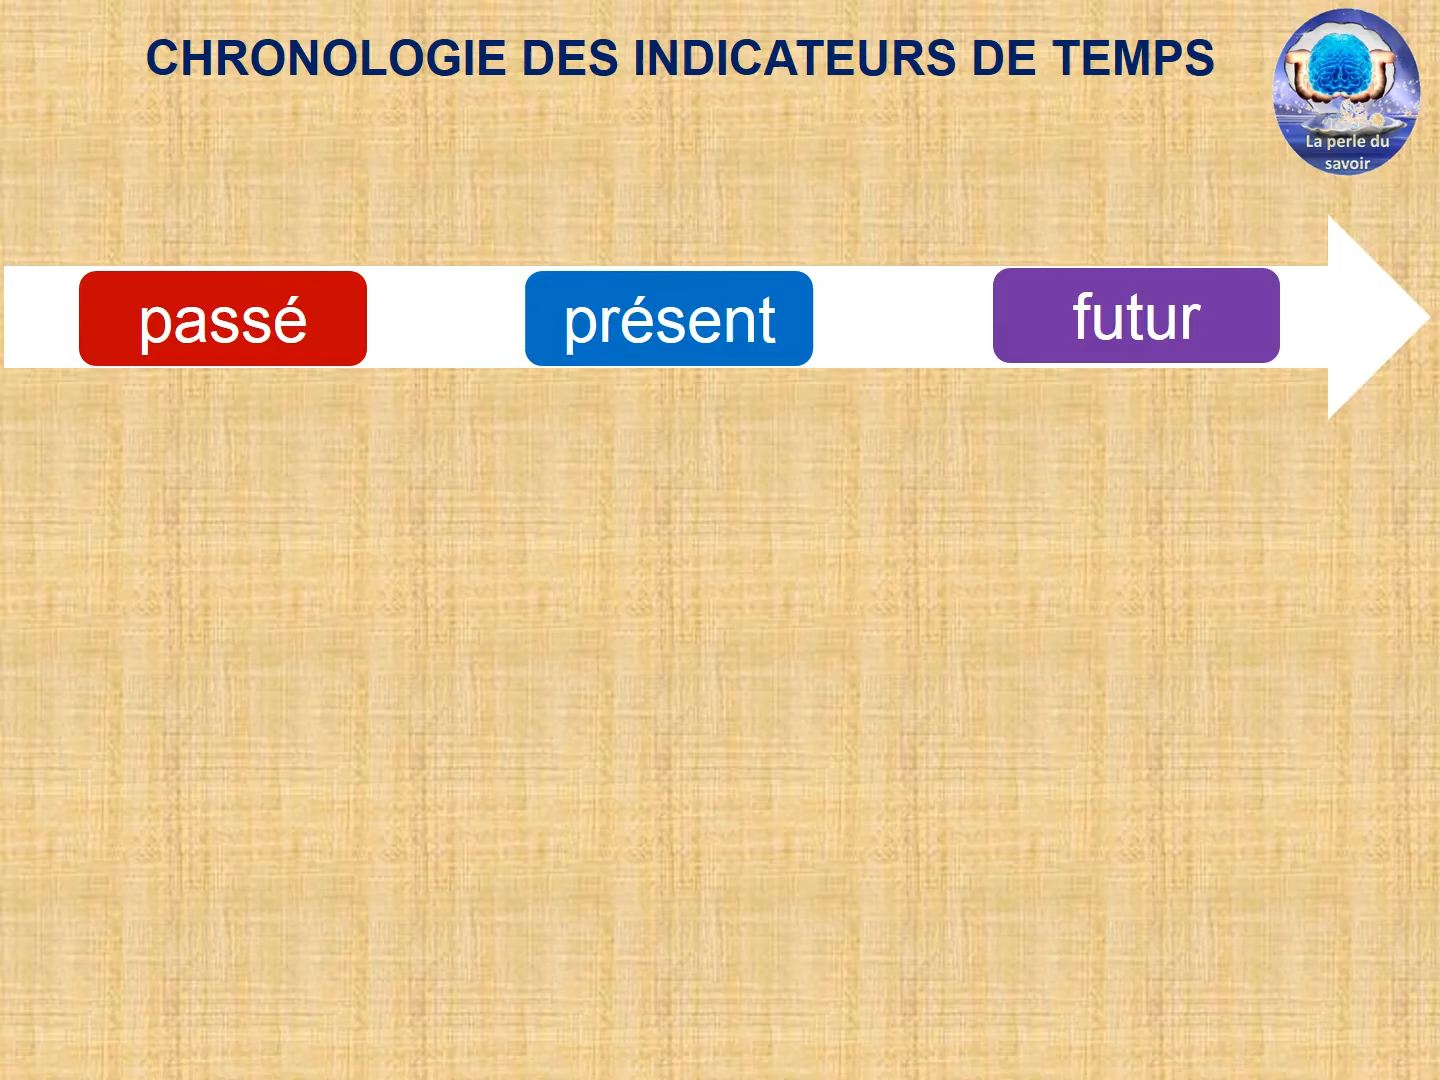 CHRONOLOGIE DES INDICATEURS DE TEMPS
La perle du
savoir
passé
présent
futur